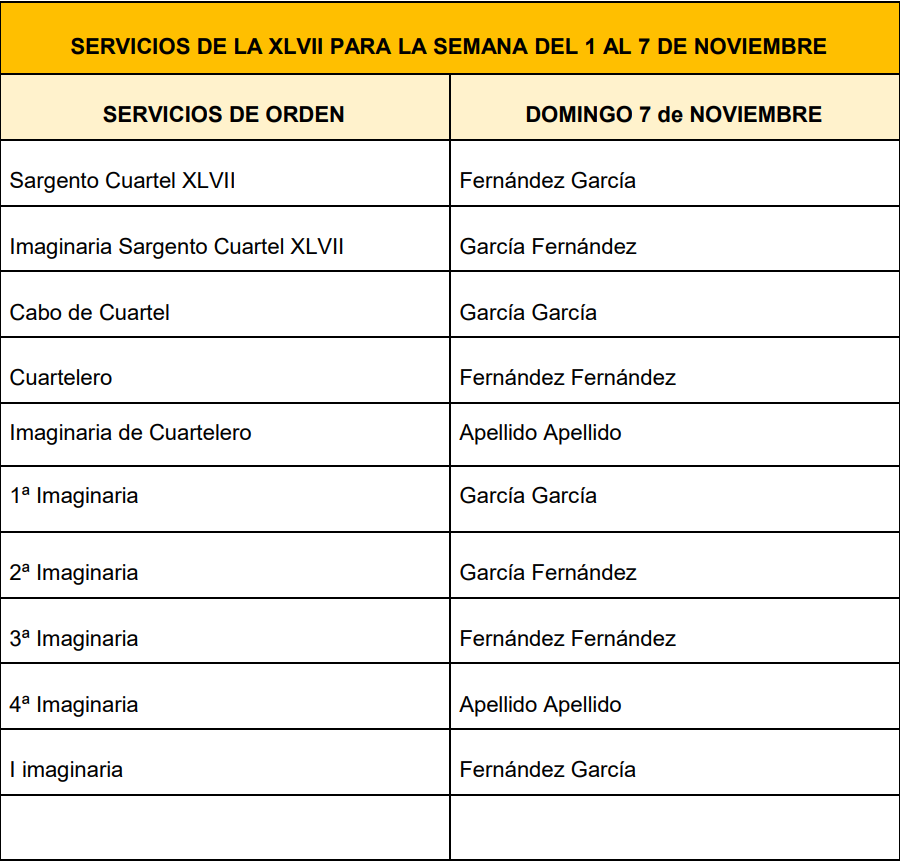 SERVICIOS DE LA XLVII PARA LA SEMANA DEL 1 AL 7 DE NOVIEMBRE
SERVICIOS DE ORDEN DOMINGO 7 de NOVIEMBRE
Sargento Cuartel XLVII Fernández García
Imaginaria Sargento Cuartel XLVII García Fernández
Cabo de Cuartel García García
Cuartelero Fernández Fernández
Imaginaria de Cuartelero Apellido Apellido
1ª Imaginaria García García
2ª Imaginaria García Fernández
3ª Imaginaria Fernández Fernández
4ª Imaginaria Apellido Apellido
I imaginaria Fernández García